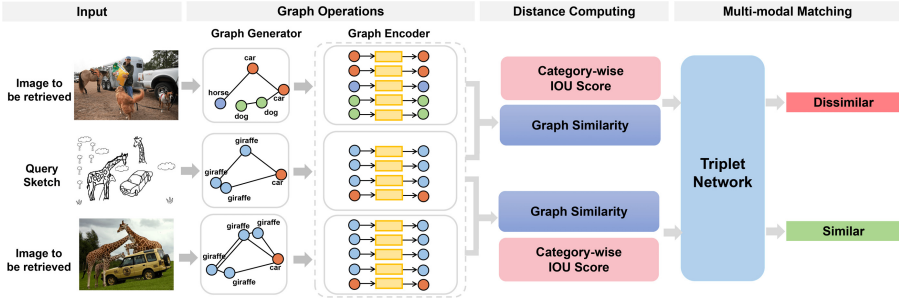 Input
Graph Operations
Distance Computing
Multi-modal Matching
Graph Generator
Graph Encoder
Image to
be retrieved
car
horse
car
dog
dog
Category-wise
IOU Score
Graph Similarity
Dissimilar
Query
Sketch
giraffe
giraffe
car
giraffe
Triplet
Network
Graph Similarity
Category-wise
IOU Score
Similar
Image to
be retrieved
giraffe
giraffe
giraffe
car
giraffe